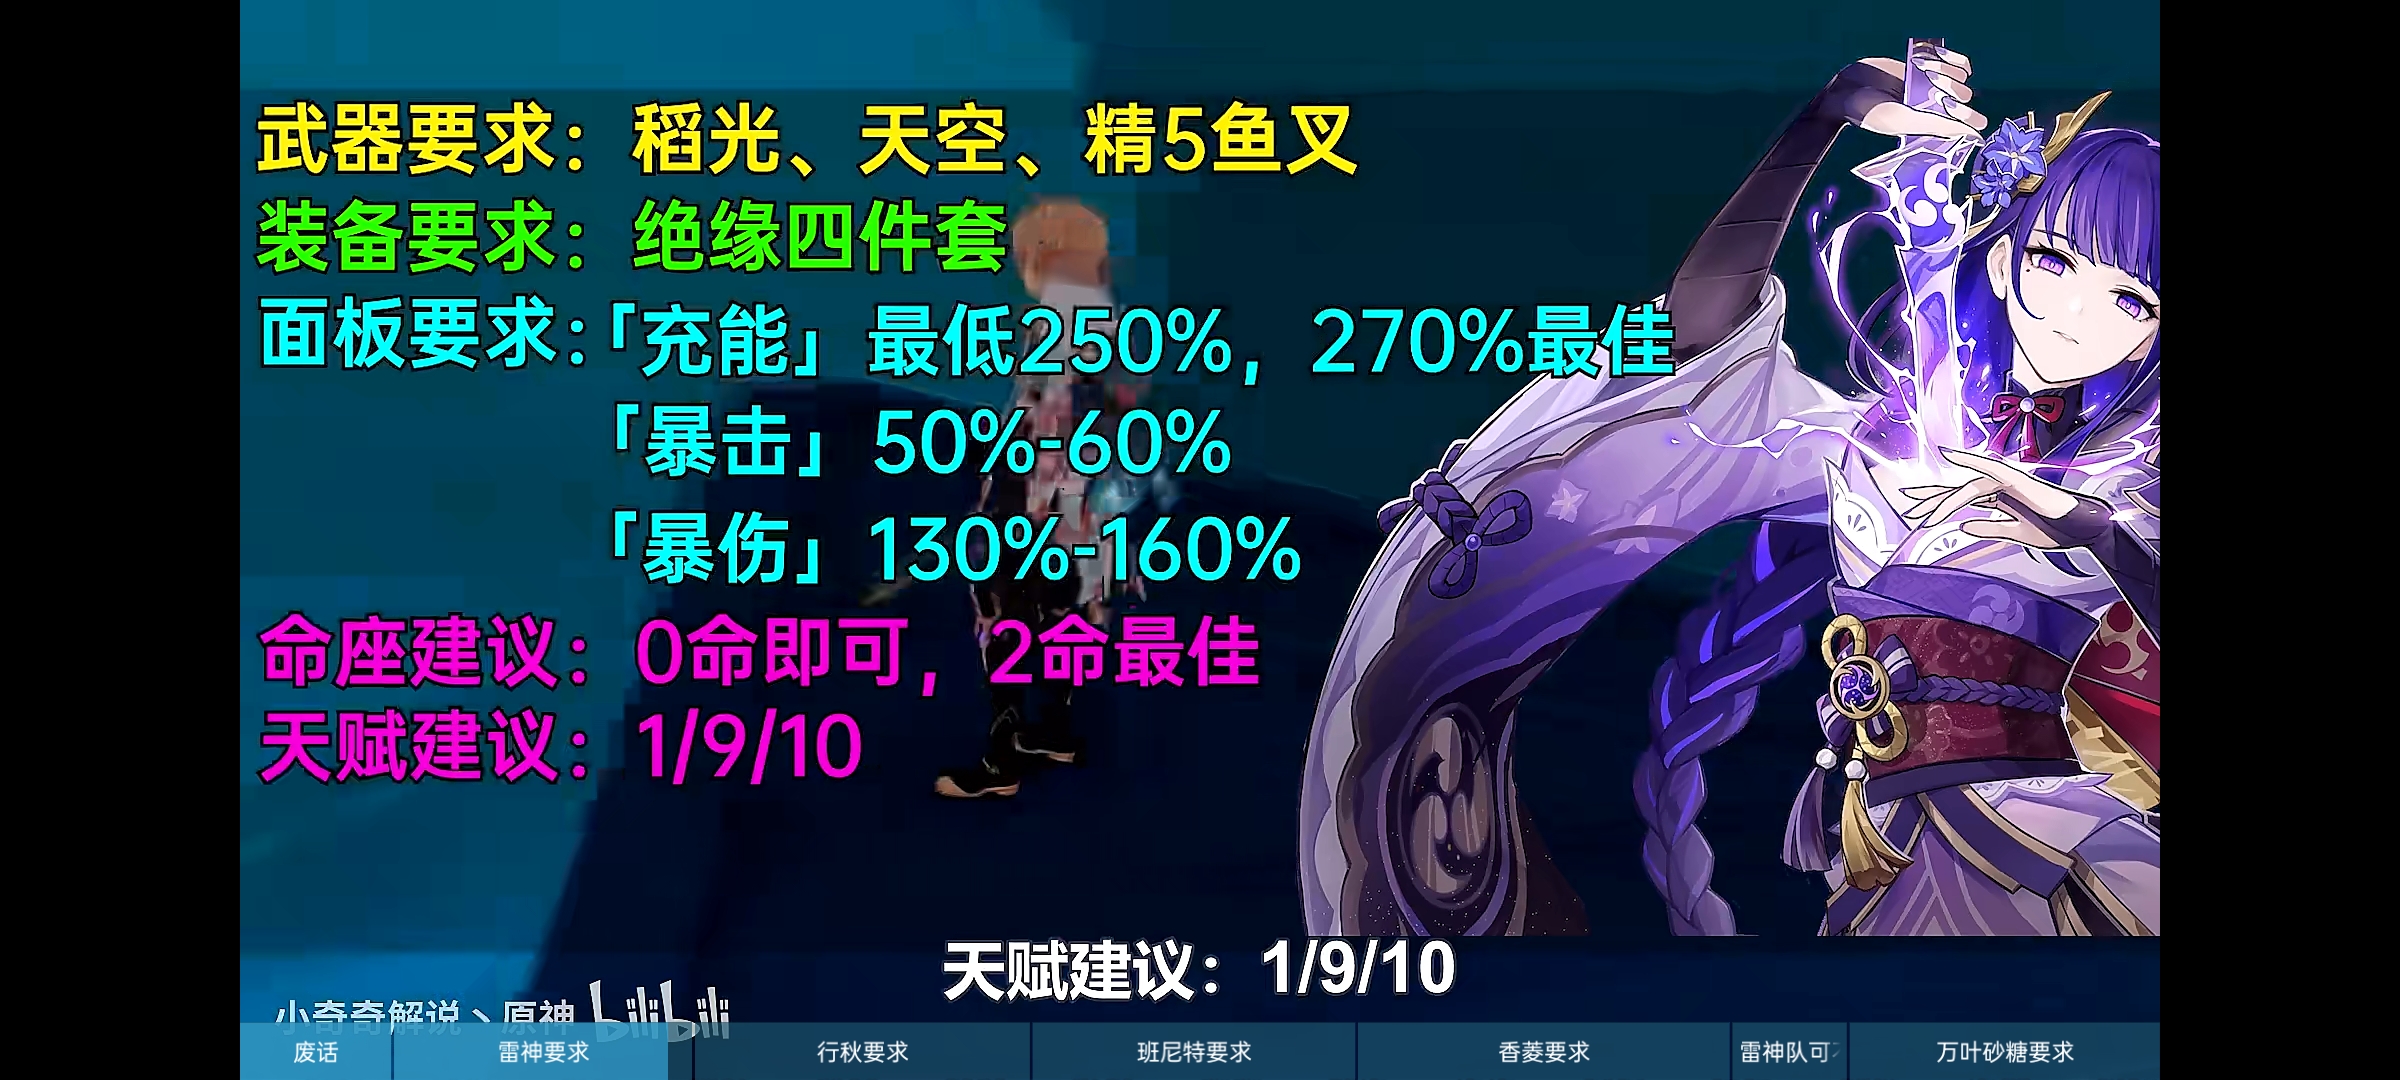 武器要求：稻光、天空、精5鱼叉
装备要求：绝缘四件套
面板要求：「充能」最低250%，270%最佳
「暴击」50%-60%
「暴伤」130%-160%
命座建议：0命即可，2命最佳
天赋建议：1/9/10
天赋建议：1/9/10
小奇奇解说丶原神 bilibili
废话 雷神要求 行秋要求 班尼特要求 香菱要求 雷神队可 万叶砂糖要求